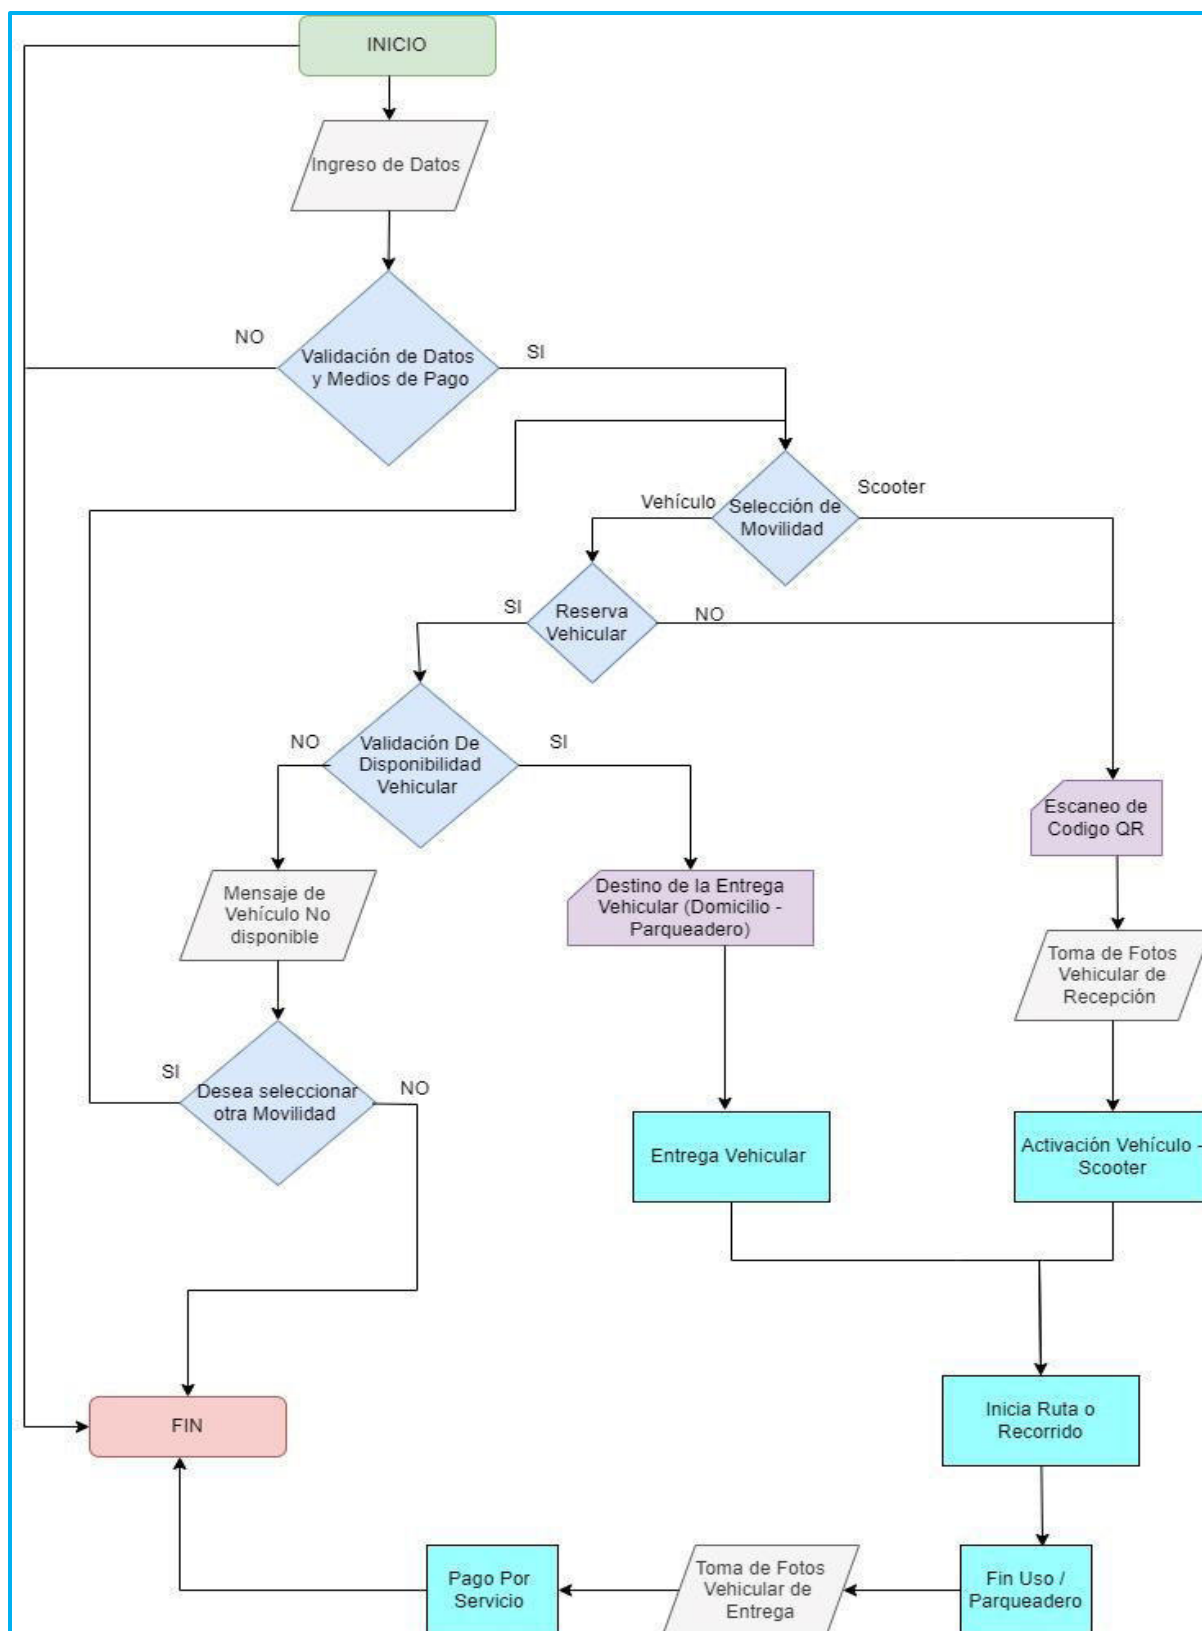 INICIO
Ingreso de Datos
NO
SI
Validación de Datos
y Medios de Pago
Vehículo
Scooter
Selección de
Movilidad
SI
Reserva
Vehicular
NO
NO
Validación De
Disponibilidad
Vehicular
SI
Escaneo de
Codigo QR
Mensaje de
Vehículo No
disponible
Destino de la Entrega
Vehicular (Domicilio -
Parqueadero)
Toma de Fotos
Vehicular de
Recepción
SI
Desea seleccionar
otra Movilidad
NO
Entrega Vehicular
Activación Vehículo -
Scooter
Inicia Ruta o
Recorrido
FIN
Pago Por
Servicio
Toma de Fotos
Vehicular de
Entrega
Fin Uso /
Parqueadero